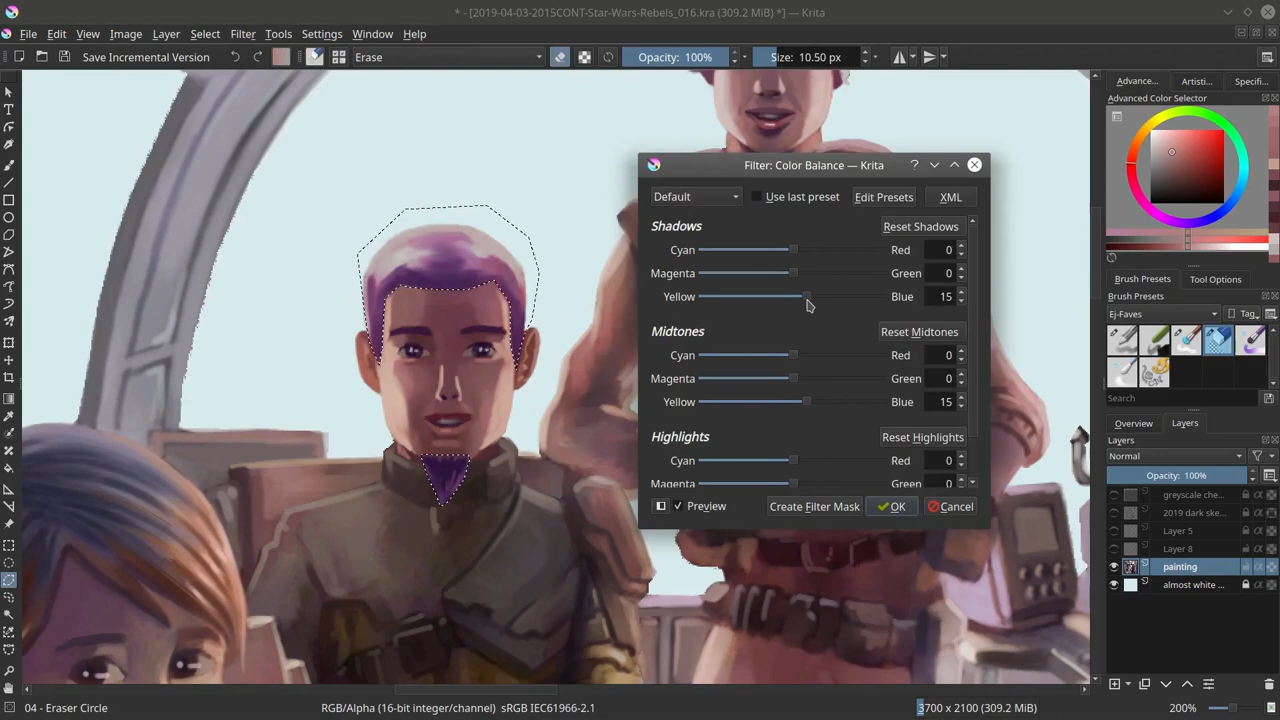 * - [2019-04-03-2015CONT-Star-Wars-Rebels_016.kra (309.2 MiB) *] — Krita
File Edit View Image Layer Select Filter Tools Settings Window Help
Save Incremental Version Erase Opacity: 100% Size: 10.50 px
Advance... Artisti... Specifi...
Advanced Color Selector
Filter: Color Balance — Krita
Default Use last preset Edit Presets XML
Shadows Reset Shadows
Cyan Red 0
Magenta Green 0
Yellow Blue 15
Midtones Reset Midtones
Cyan Red 0
Magenta Green 0
Yellow Blue 15
Highlights Reset Highlights
Cyan Red 0
Magenta Green 0
Preview Create Filter Mask OK Cancel
Brush Presets Tool Options
Brush Presets
Ej-Faves Tag
Search
Overview Layers
Layers
Normal
Opacity: 100%
greyscale che...
2019 dark ske...
Layer 5
Layer 8
painting
almost white ...
04 - Eraser Circle RGB/Alpha (16-bit integer/channel) sRGB IEC61966-2.1 3700 x 2100 (309.2 MiB) 200%